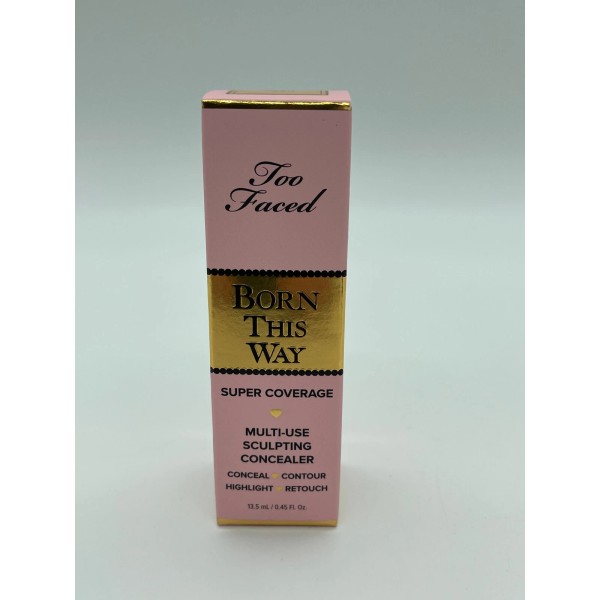 Too
Faced
BORN
THIS
WAY
SUPER COVERAGE
MULTI-USE
SCULPTING
CONCEALER
CONCEAL CONTOUR
HIGHLIGHT RETOUCH
13.5 mL / 0.45 Fl. Oz.